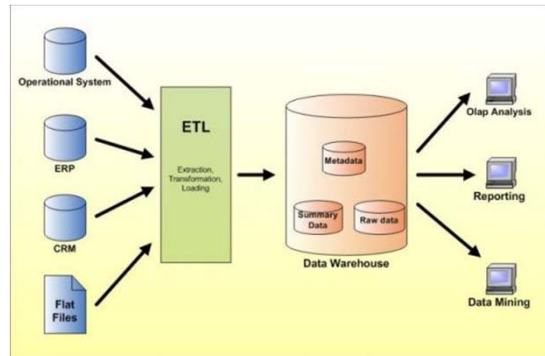 Operational System
ERP
CRM
Flat
Files
ETL
Extraction,
Transformation,
Loading
Metadata
Summary
Data
Raw data
Data Warehouse
Olap Analysis
Reporting
Data Mining